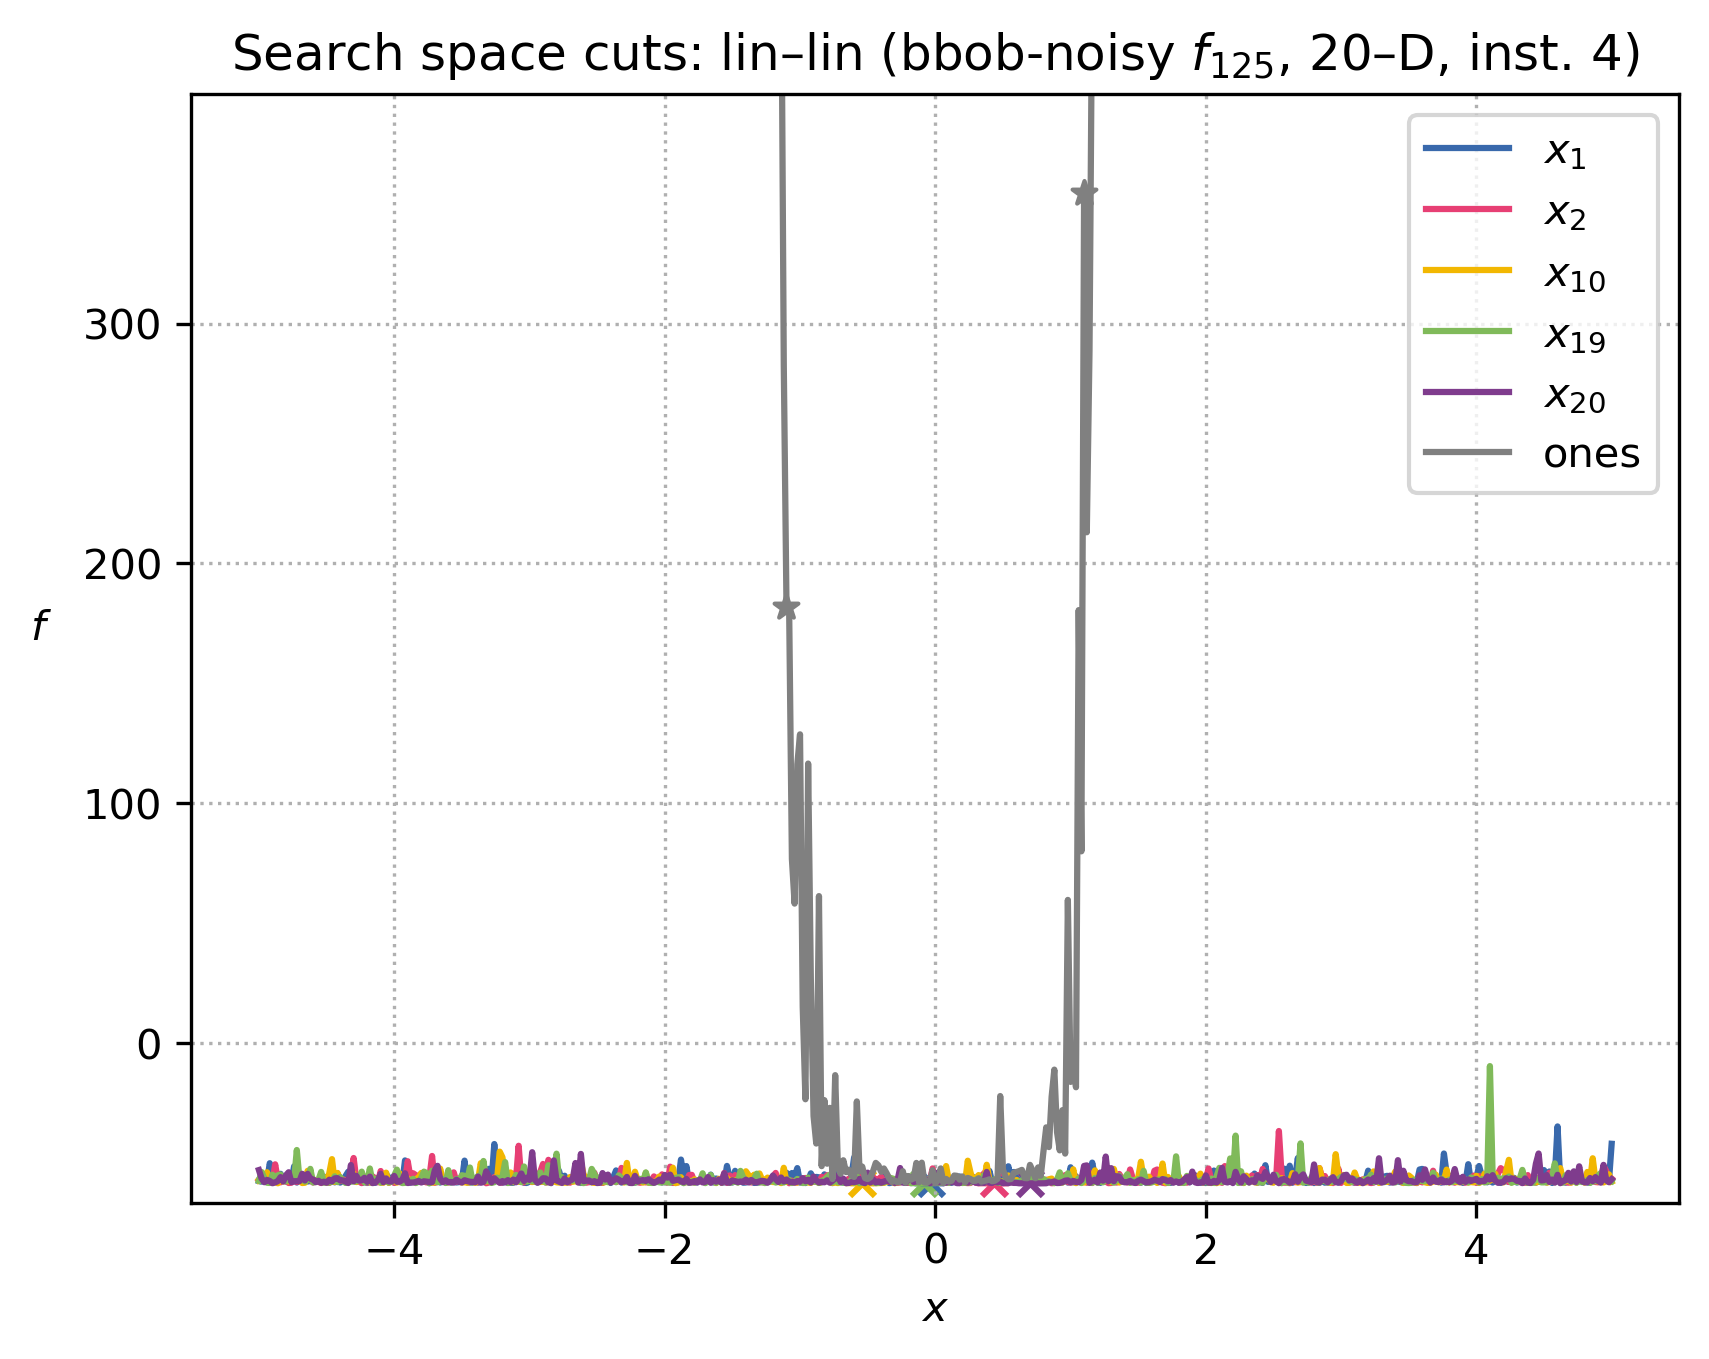 Search space cuts: lin–lin (bbob-noisy f₁₂₅, 20–D, inst. 4)
x₁
x₂
x₁₀
x₁₉
x₂₀
ones
300
200
100
0
f
−4
−2
0
2
4
x